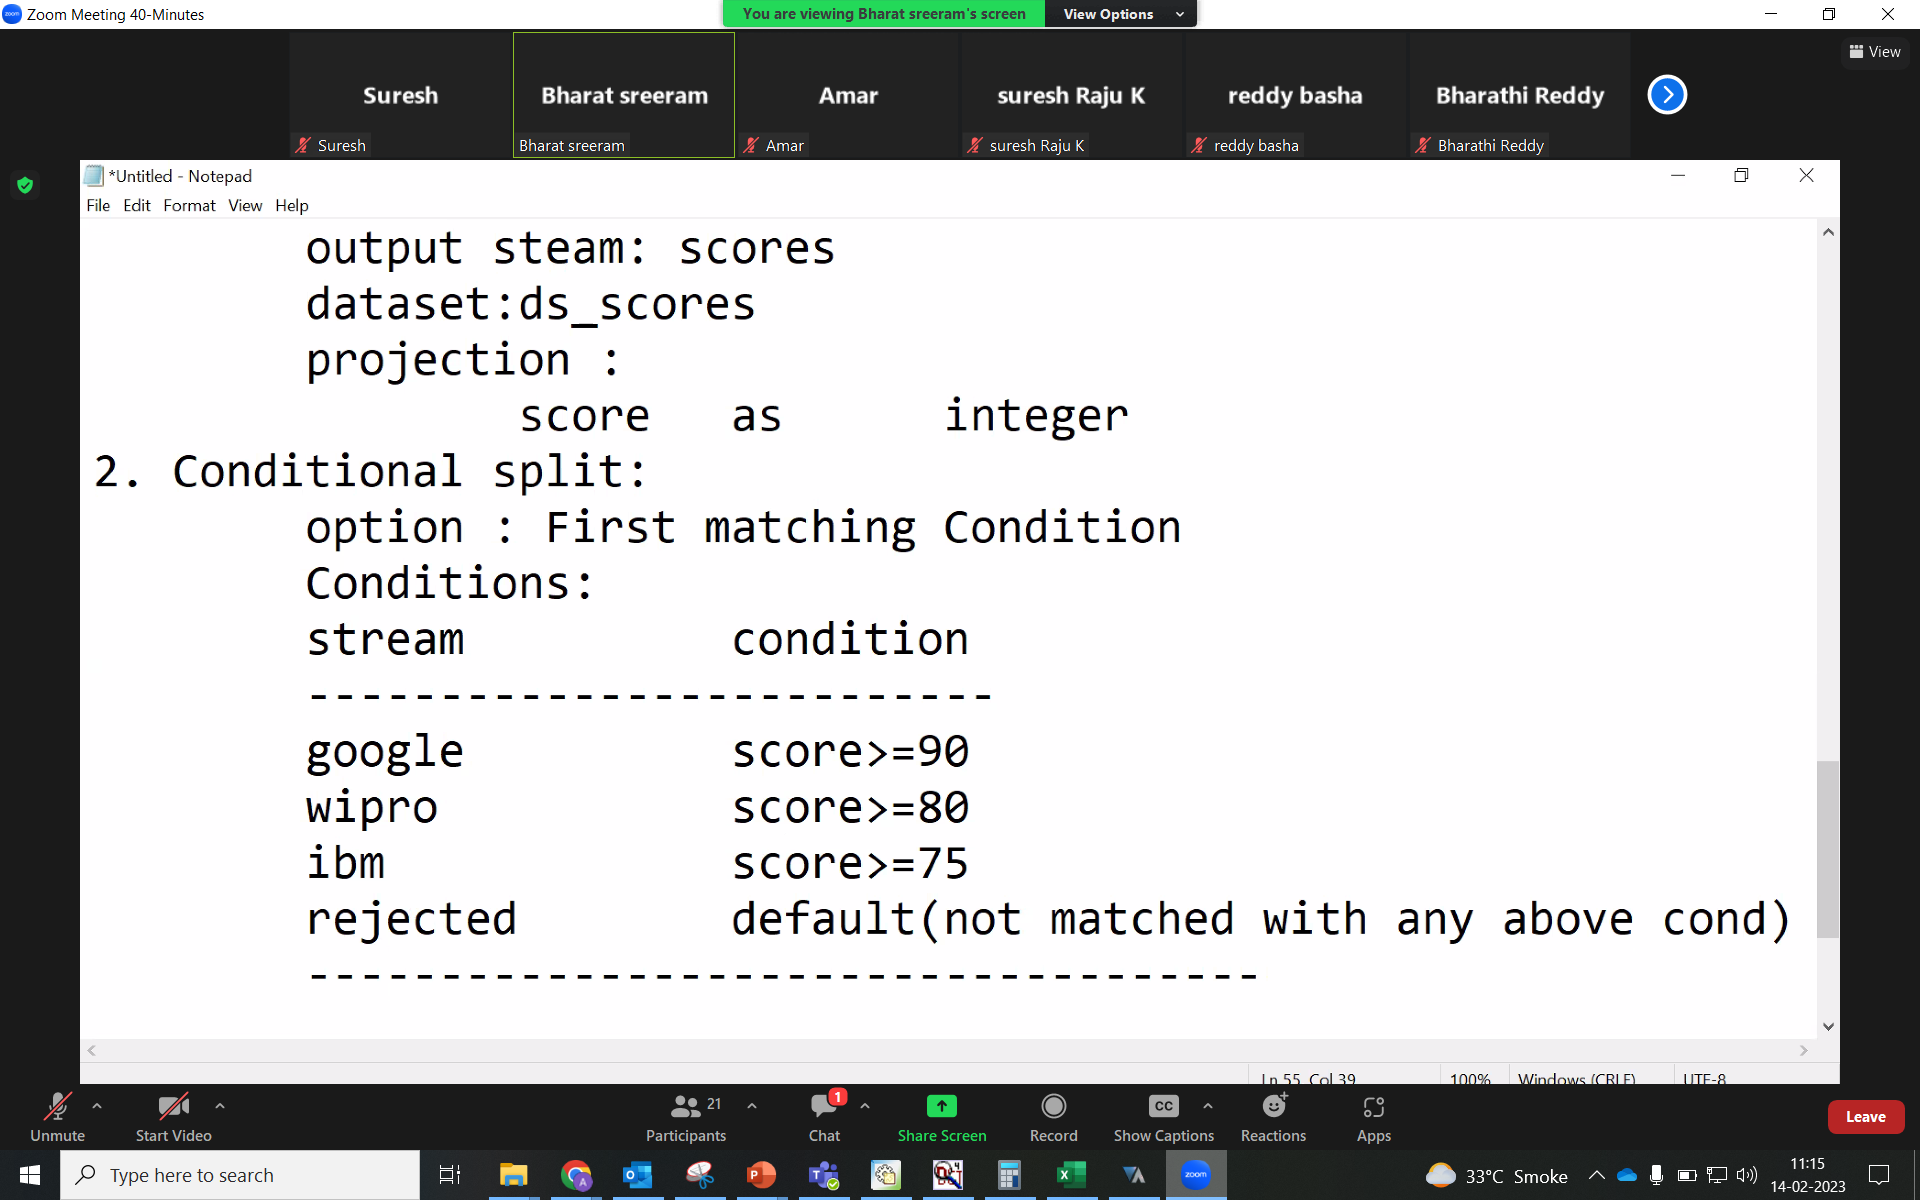 Zoom Meeting 40-Minutes
You are viewing Bharat sreeram's screen
View Options
View
Suresh
Bharat sreeram
Amar
suresh Raju K
reddy basha
Bharathi Reddy
Suresh
Bharat sreeram
Amar
suresh Raju K
reddy basha
Bharathi Reddy
*Untitled - Notepad
File Edit Format View Help
output steam: scores
dataset:ds_scores
projection :
score as integer
2. Conditional split:
option : First matching Condition
Conditions:
stream condition
--------------------------
google score>=90
wipro score>=80
ibm score>=75
rejected default(not matched with any above cond)
------------------------------------
Ln 55, Col 39 100% Windows (CRLF) UTF-8
Unmute
Start Video
21
Participants
1
Chat
Share Screen
Record
CC
Show Captions
Reactions
Apps
Leave
Type here to search
33°C Smoke
11:15
14-02-2023